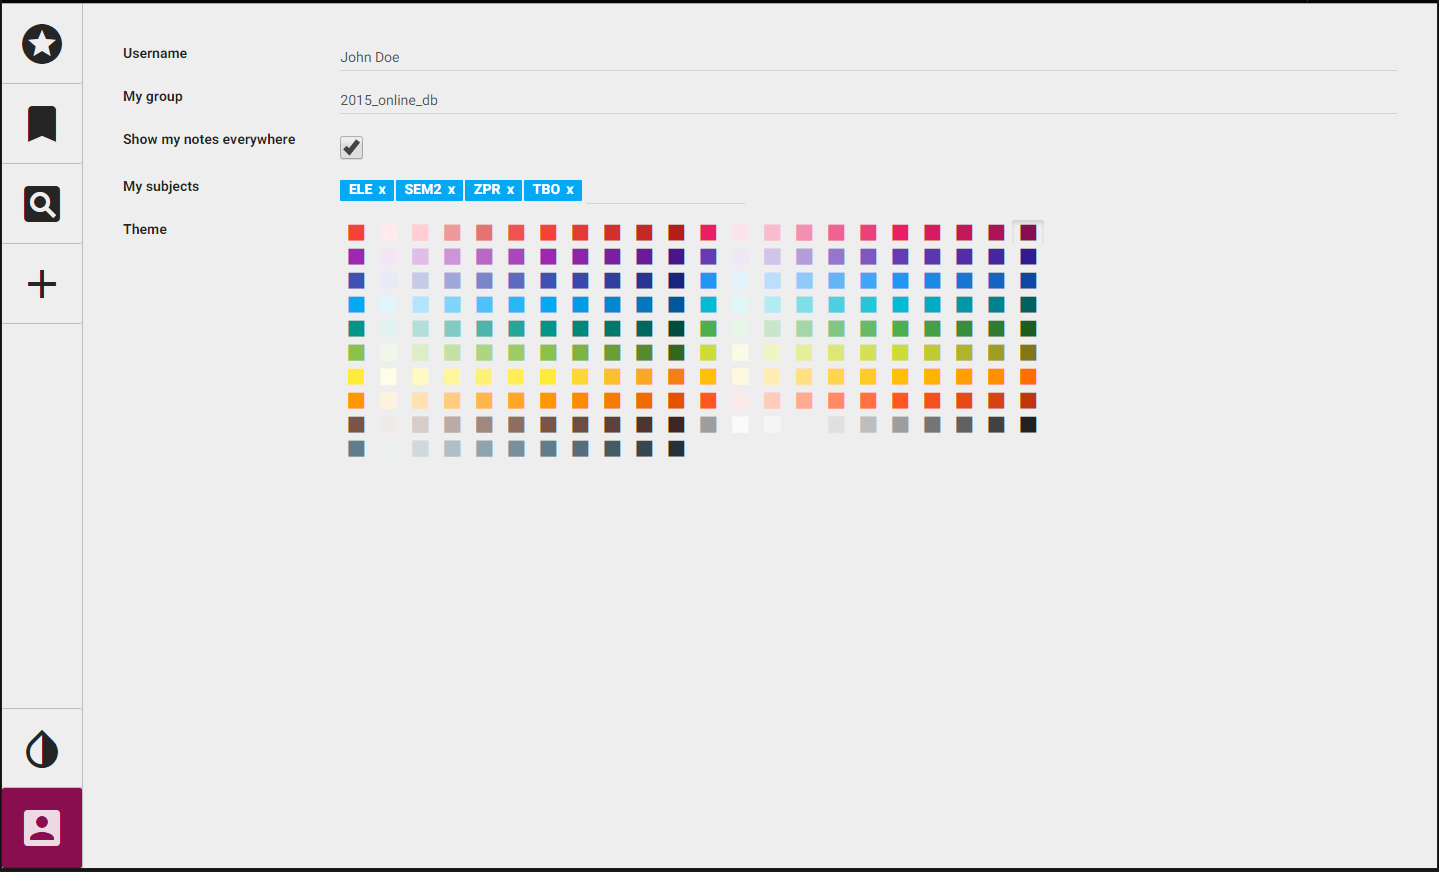 Username
John Doe
My group
2015_online_db
Show my notes everywhere
My subjects
ELE x SEM2 x ZPR x TBO x
Theme